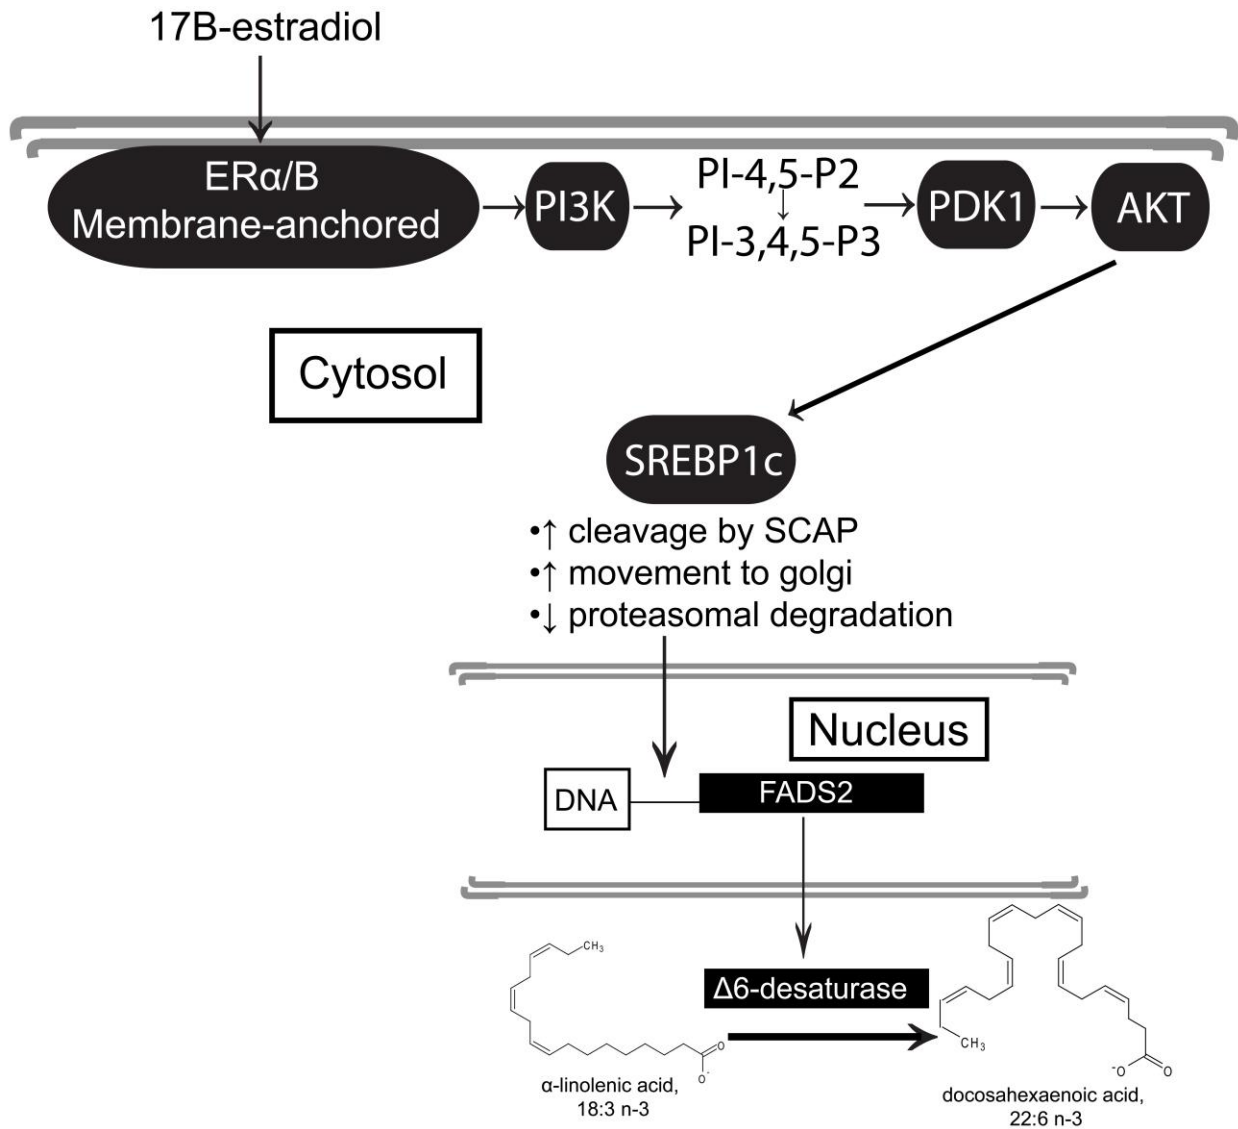 17B-estradiol
ERα/B
Membrane-anchored
PI3K
PI-4,5-P2
↓
PI-3,4,5-P3
PDK1
AKT
Cytosol
SREBP1c
•↑ cleavage by SCAP
•↑ movement to golgi
•↓ proteasomal degradation
Nucleus
DNA
FADS2
Δ6-desaturase
CH₃
O
O⁻
α-linolenic acid,
18:3 n-3
CH₃
⁻O
O
docosahexaenoic acid,
22:6 n-3